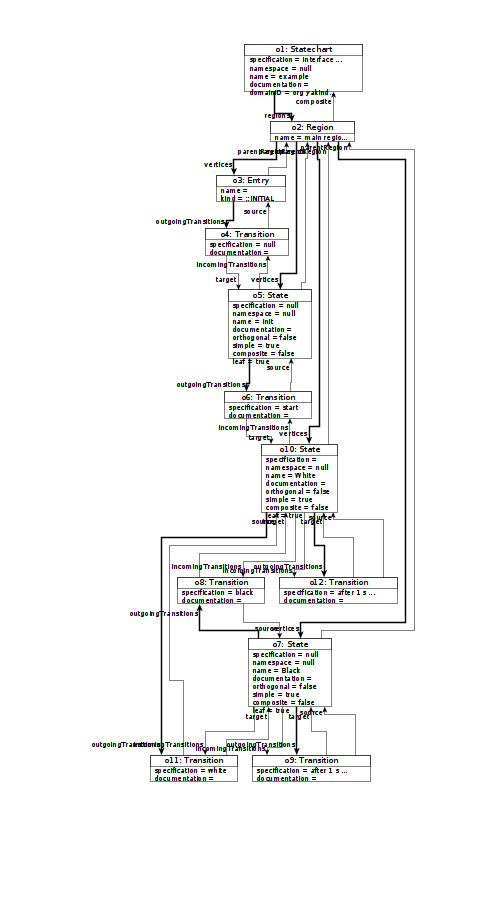 o1: Statechart
specification = interface ...
namespace = null
name = example
documentation =
domainID = org.yakind...
composite
regions
o2: Region
name = main regio...
parentRegion
vertices
o3: Entry
name =
kind = ::INITIAL
source
outgoingTransitions
o4: Transition
specification = null
documentation =
incomingTransitions
target
vertices
o5: State
specification = null
namespace = null
name = Init
documentation =
orthogonal = false
simple = true
composite = false
leaf = true
source
outgoingTransitions
o6: Transition
specification = start
documentation =
incomingTransitions
target
vertices
o10: State
specification =
namespace = null
name = White
documentation =
orthogonal = false
simple = true
composite = false
leaf = true
source
target
target
source
incomingTransitions
incomingTransitions
outgoingTransitions
o8: Transition
specification = black
documentation =
o12: Transition
specification = after 1 s ...
documentation =
outgoingTransitions
source
vertices
o7: State
specification = null
namespace = null
name = Black
documentation =
orthogonal = false
simple = true
composite = false
leaf = true
target
target
source
outgoingTransitions
incomingTransitions
incomingTransitions
outgoingTransitions
o11: Transition
specification = white
documentation =
o9: Transition
specification = after 1 s ...
documentation =